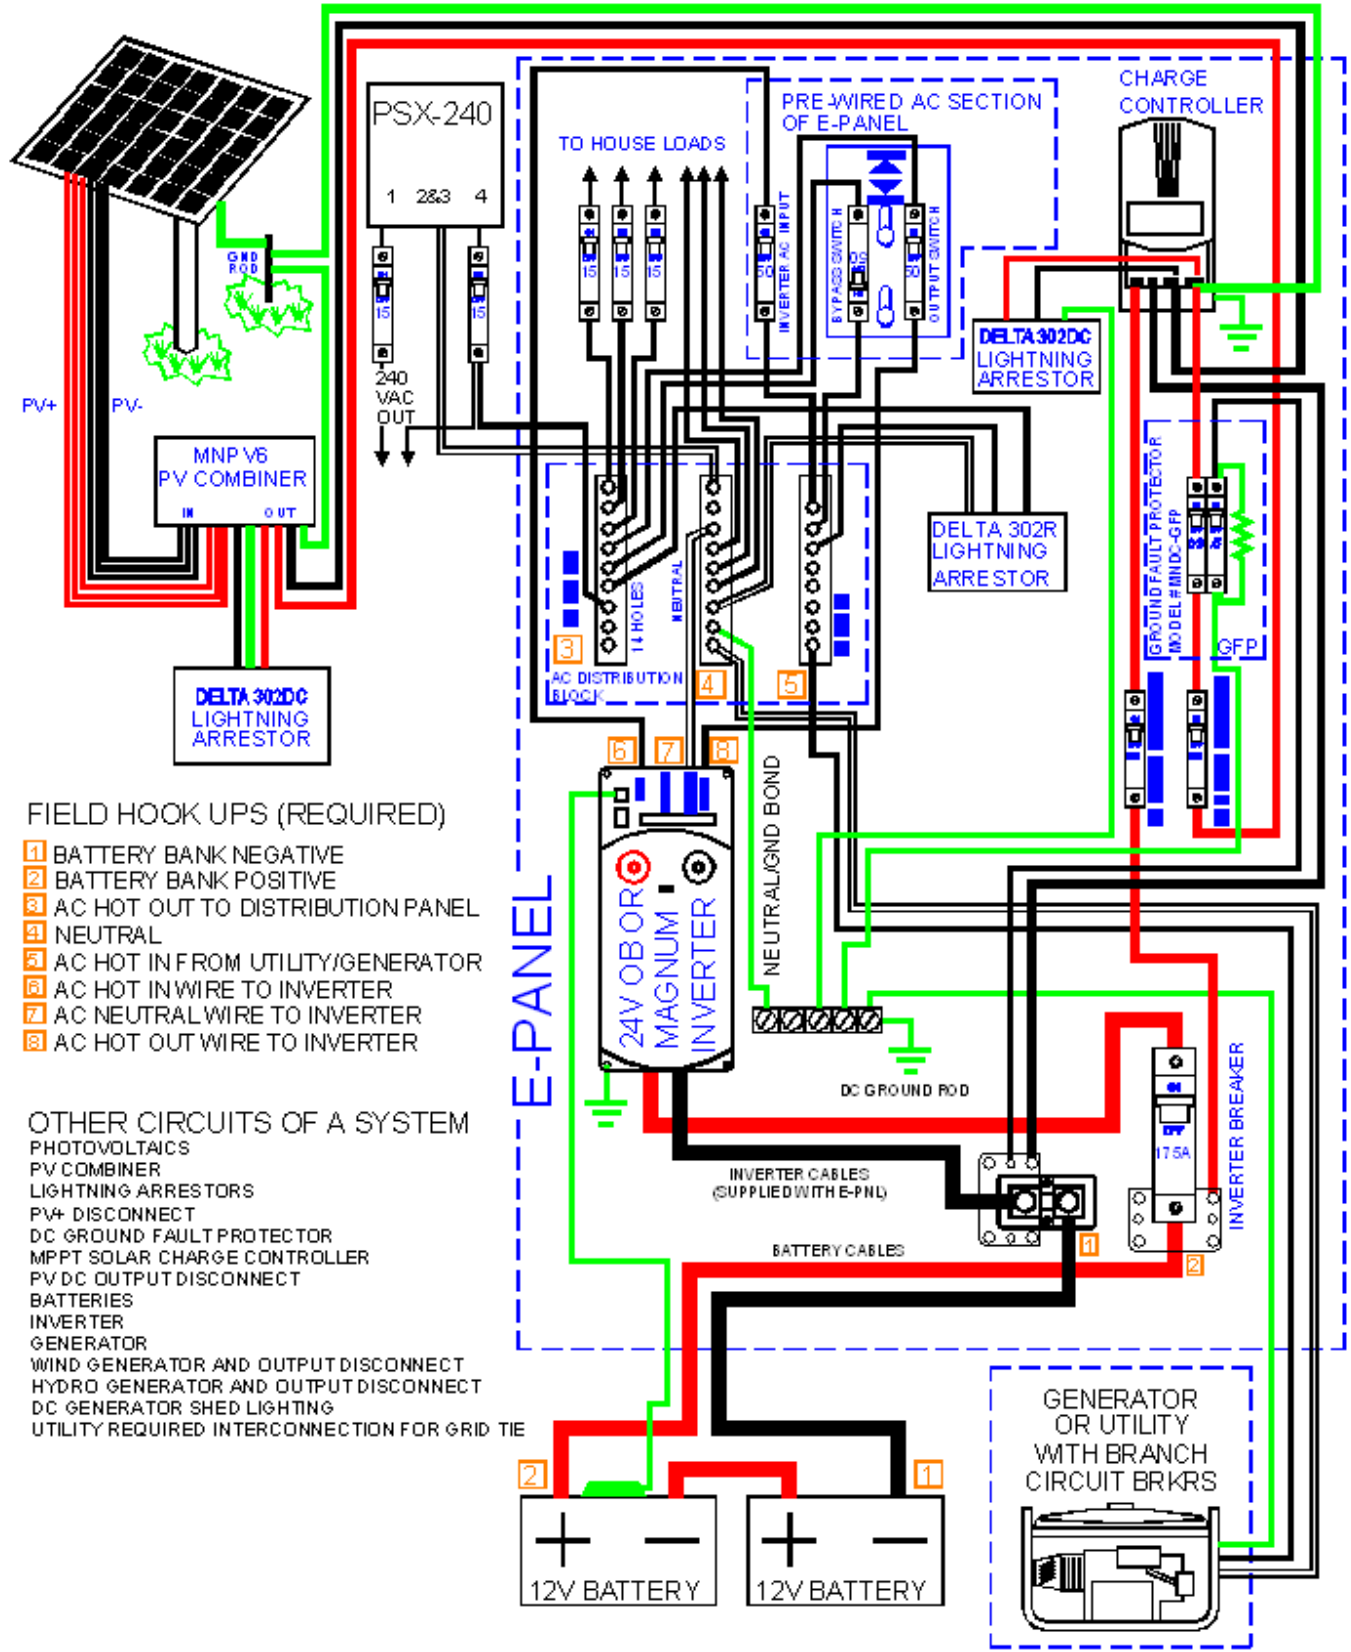 PSX-240
1 2&3 4
TO HOUSE LOADS
PRE-WIRED AC SECTION
OF E-PANEL
CHARGE
CONTROLLER
GND
ROD
15
15
15
15
15
50
INVERTER AC INPUT
BYPASS SWITCH
50
OUTPUT SWITCH
240
VAC
OUT
DELTA 302DC
LIGHTNING
ARRESTOR
PV+
PV-
MNPV6
PV COMBINER
IN
OUT
DELTA 302R
LIGHTNING
ARRESTOR
GROUND FAULT PROTECTOR
MODEL # MNDC-GFP
GFP
14 HOLES
NEUTRAL
3
4
5
AC DISTRIBUTION
BLOCK
DELTA 302DC
LIGHTNING
ARRESTOR
6
7
8
24V OBOR
MAGNUM
INVERTER
E-PANEL
NEUTRAL/GND BOND
FIELD HOOK UPS (REQUIRED)
1 BATTERY BANK NEGATIVE
2 BATTERY BANK POSITIVE
3 AC HOT OUT TO DISTRIBUTION PANEL
4 NEUTRAL
5 AC HOT IN FROM UTILITY/GENERATOR
6 AC HOT IN WIRE TO INVERTER
7 AC NEUTRAL WIRE TO INVERTER
8 AC HOT OUT WIRE TO INVERTER
DC GROUND ROD
INVERTER BREAKER
OFF
175A
INVERTER CABLES
(SUPPLIED WITH E-PNL)
BATTERY CABLES
1
2
OTHER CIRCUITS OF A SYSTEM
PHOTOVOLTAICS
PV COMBINER
LIGHTNING ARRESTORS
PV+ DISCONNECT
DC GROUND FAULT PROTECTOR
MPPT SOLAR CHARGE CONTROLLER
PV DC OUTPUT DISCONNECT
BATTERIES
INVERTER
GENERATOR
WIND GENERATOR AND OUTPUT DISCONNECT
HYDRO GENERATOR AND OUTPUT DISCONNECT
DC GENERATOR SHED LIGHTING
UTILITY REQUIRED INTERCONNECTION FOR GRID TIE
2
1
12V BATTERY
12V BATTERY
GENERATOR
OR UTILITY
WITH BRANCH
CIRCUIT BRKRS